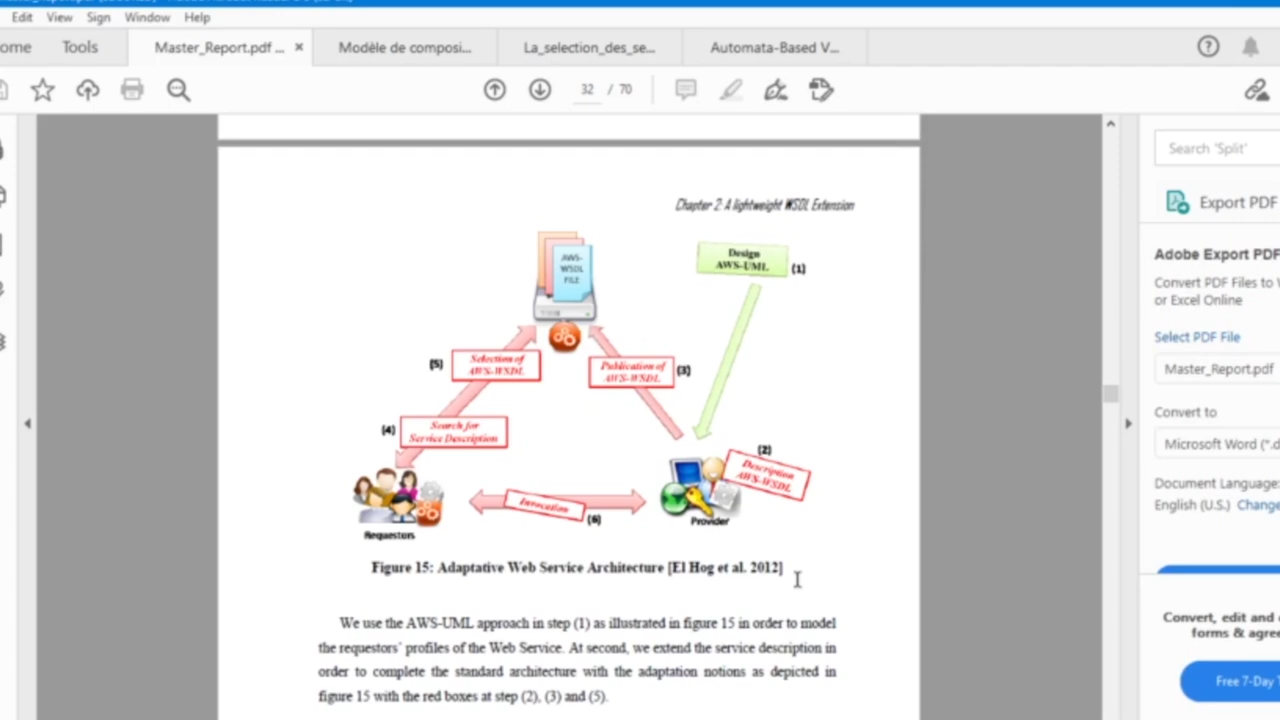 Edit View Sign Window Help
ome Tools Master_Report.pdf ... × Modèle de composi... La_selection_des_se... Automata-Based V...
32 / 70
Search 'Split'
Export PDF
Adobe Export PDF
Convert PDF Files to
or Excel Online
Select PDF File
Master_Report.pdf
Convert to
Microsoft Word (*.d
Document Language:
English (U.S.) Change
Convert, edit and
forms & agre
Free 7-Day
Chapter 2: A lightweight WSDL Extension
AWS-
WSDL
FILE
Design
AWS-UML
(1)
(5)
Selection of
AWS-WSDL
Publication of
AWS-WSDL
(3)
(4)
Search for
Service Description
(2)
Description
AWS-WSDL
Invocation
(6)
Provider
Requestors
Figure 15: Adaptative Web Service Architecture [El Hog et al. 2012]
We use the AWS-UML approach in step (1) as illustrated in figure 15 in order to model
the requestors' profiles of the Web Service. At second, we extend the service description in
order to complete the standard architecture with the adaptation notions as depicted in
figure 15 with the red boxes at step (2), (3) and (5).